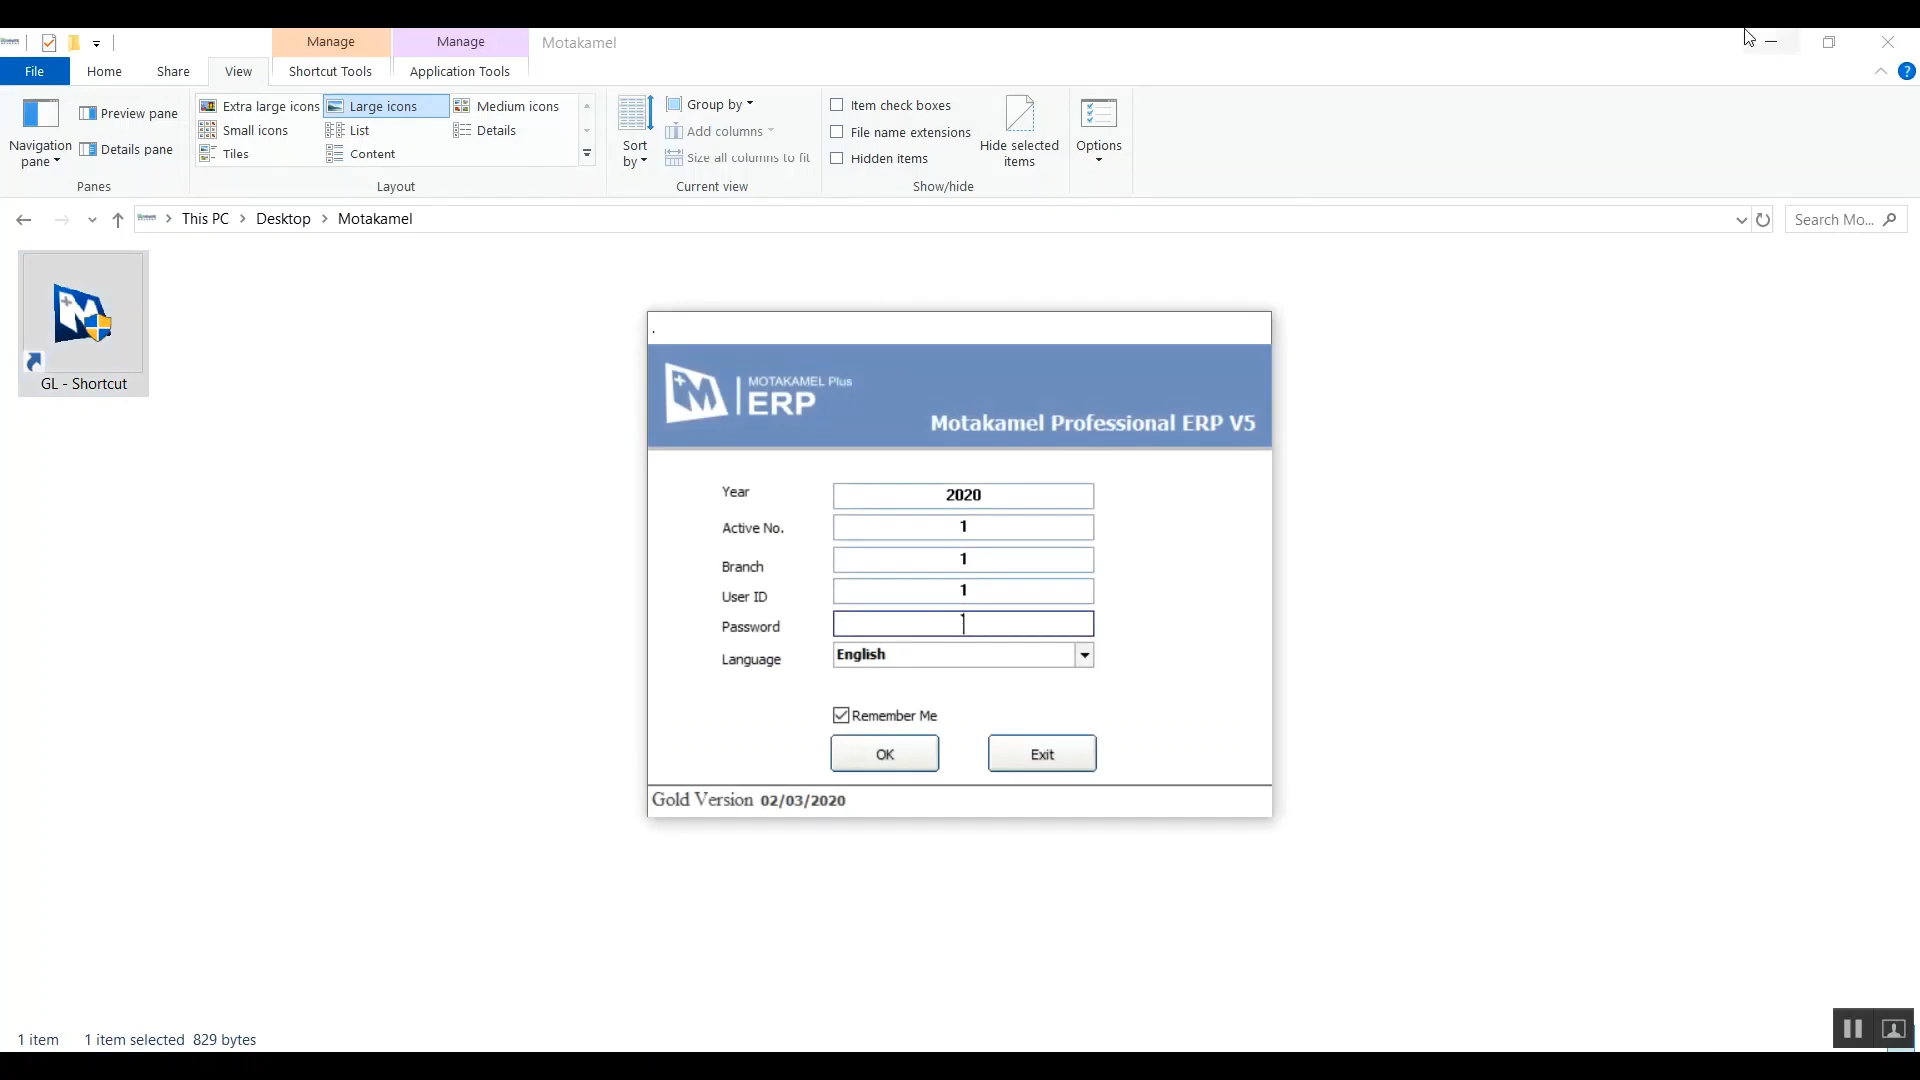 Manage
Manage
Motakamel
File
Home
Share
View
Shortcut Tools
Application Tools
?
Navigation pane
Preview pane
Details pane
Panes
Extra large icons
Large icons
Medium icons
Small icons
List
Details
Tiles
Content
Layout
Sort by
Group by
Add columns
Size all columns to fit
Current view
Item check boxes
File name extensions
Hidden items
Hide selected items
Show/hide
Options
This PC > Desktop > Motakamel
Search Mo...
GL - Shortcut
.
MOTAKAMEL Plus
ERP
Motakamel Professional ERP V5
Year 2020
Active No. 1
Branch 1
User ID 1
Password
Language English
Remember Me
OK
Exit
Gold Version 02/03/2020
1 item 1 item selected 829 bytes